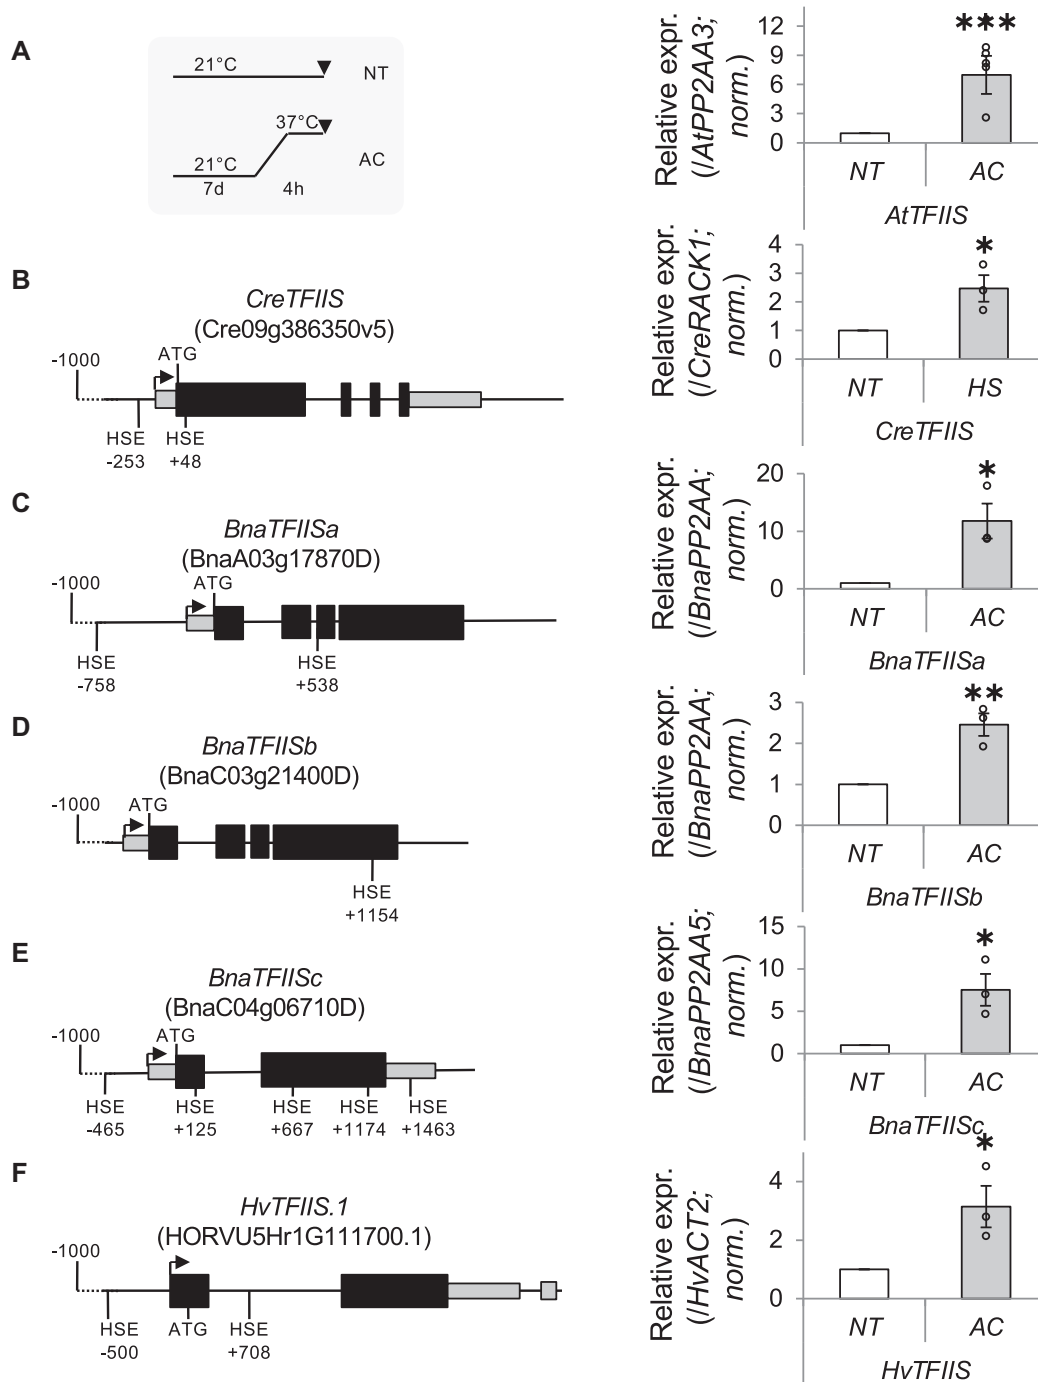 A
21°C
NT
37°C
21°C
AC
7d
4h
Relative expr.
(/AtPP2AA3;
norm.)
12
9
6
3
0
***
NT
AC
AtTFIIS
B
CreTFIIS
(Cre09g386350v5)
-1000
ATG
HSE
-253
HSE
+48
Relative expr.
(/CreRACK1;
norm.)
4
3
2
1
0
*
NT
HS
CreTFIIS
C
BnaTFIISa
(BnaA03g17870D)
-1000
ATG
HSE
-758
HSE
+538
Relative expr.
(/BnaPP2AA;
norm.)
20
10
0
*
NT
AC
BnaTFIISa
D
BnaTFIISb
(BnaC03g21400D)
-1000
ATG
HSE
+1154
Relative expr.
(/BnaPP2AA;
norm.)
3
2
1
0
**
NT
AC
BnaTFIISb
E
BnaTFIISc
(BnaC04g06710D)
-1000
ATG
HSE
-465
HSE
+125
HSE
+667
HSE
+1174
HSE
+1463
Relative expr.
(/BnaPP2AA5;
norm.)
15
10
5
0
*
NT
AC
BnaTFIISc
F
HvTFIIS.1
(HORVU5Hr1G111700.1)
-1000
HSE
-500
ATG
HSE
+708
Relative expr.
(/HvACT2;
norm.)
4
2
0
*
NT
AC
HvTFIIS